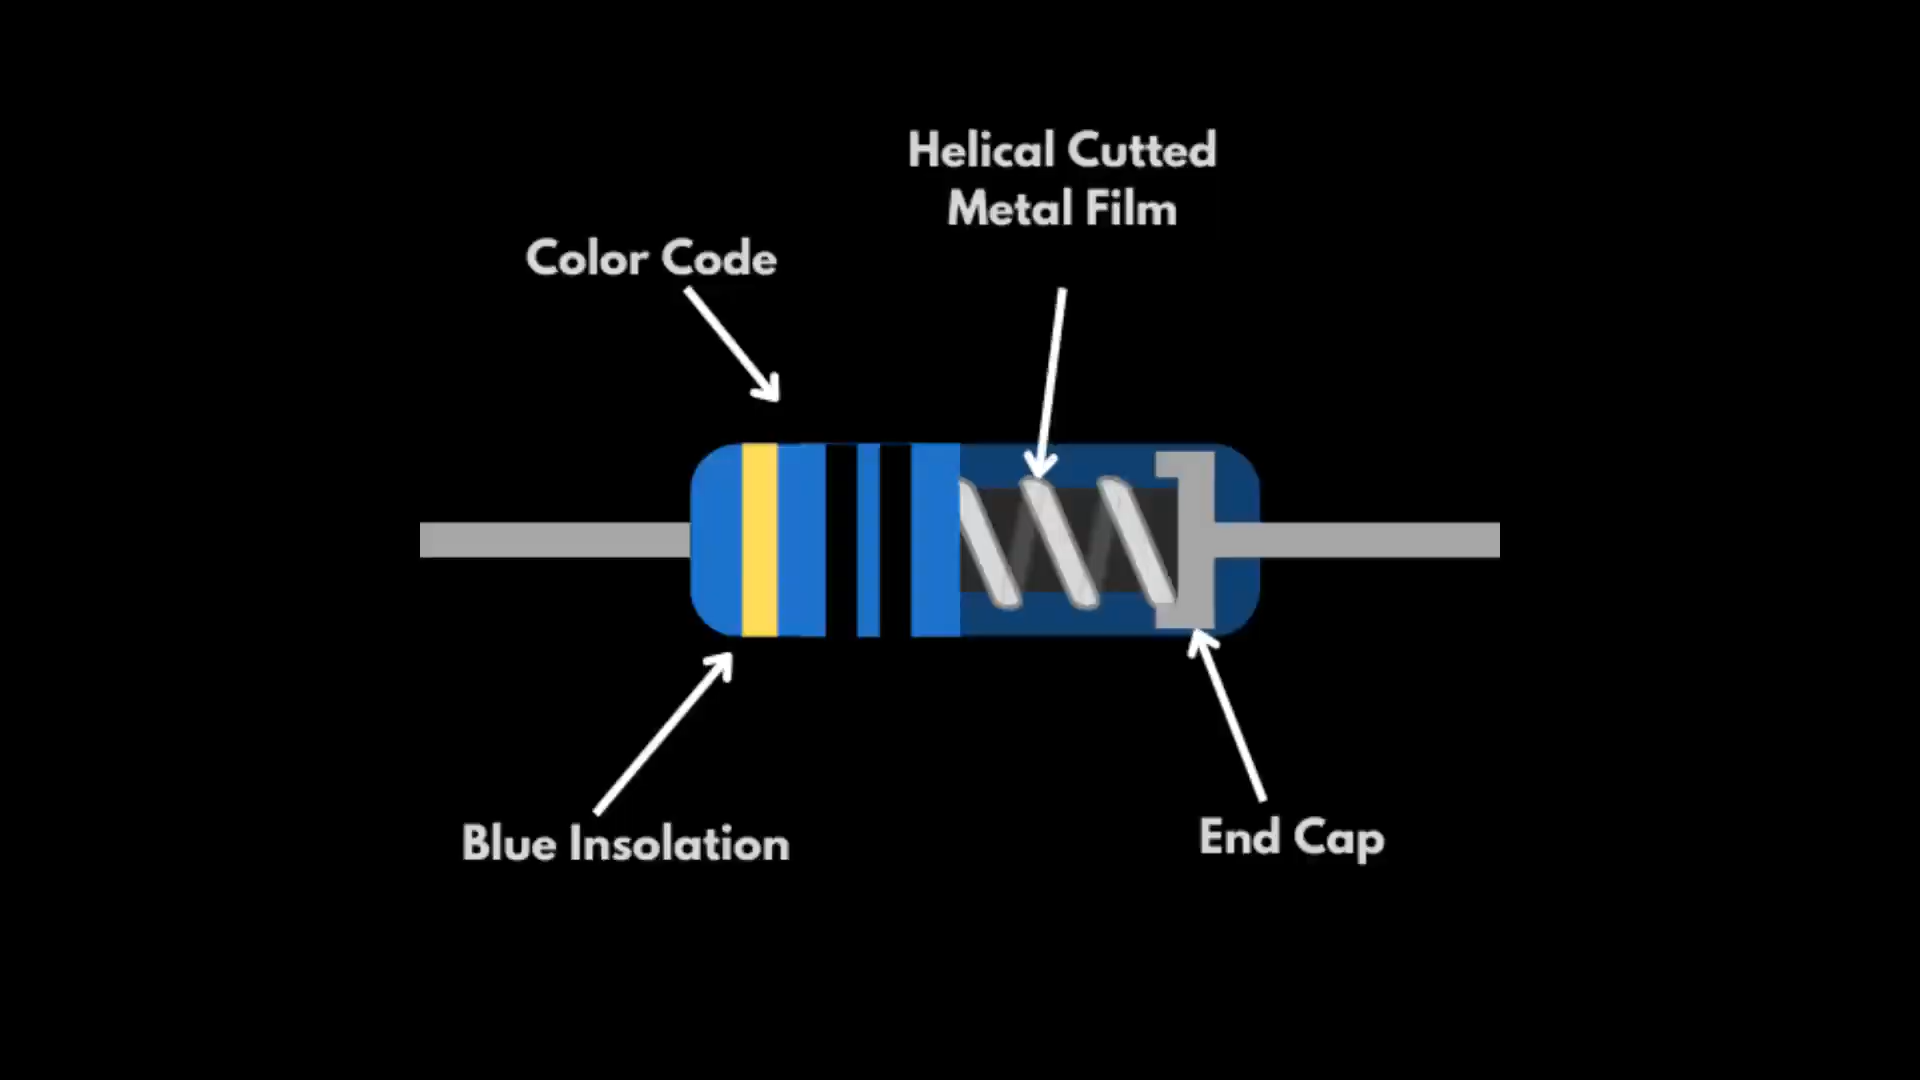 Helical Cutted
Metal Film
Color Code
Blue Insolation
End Cap